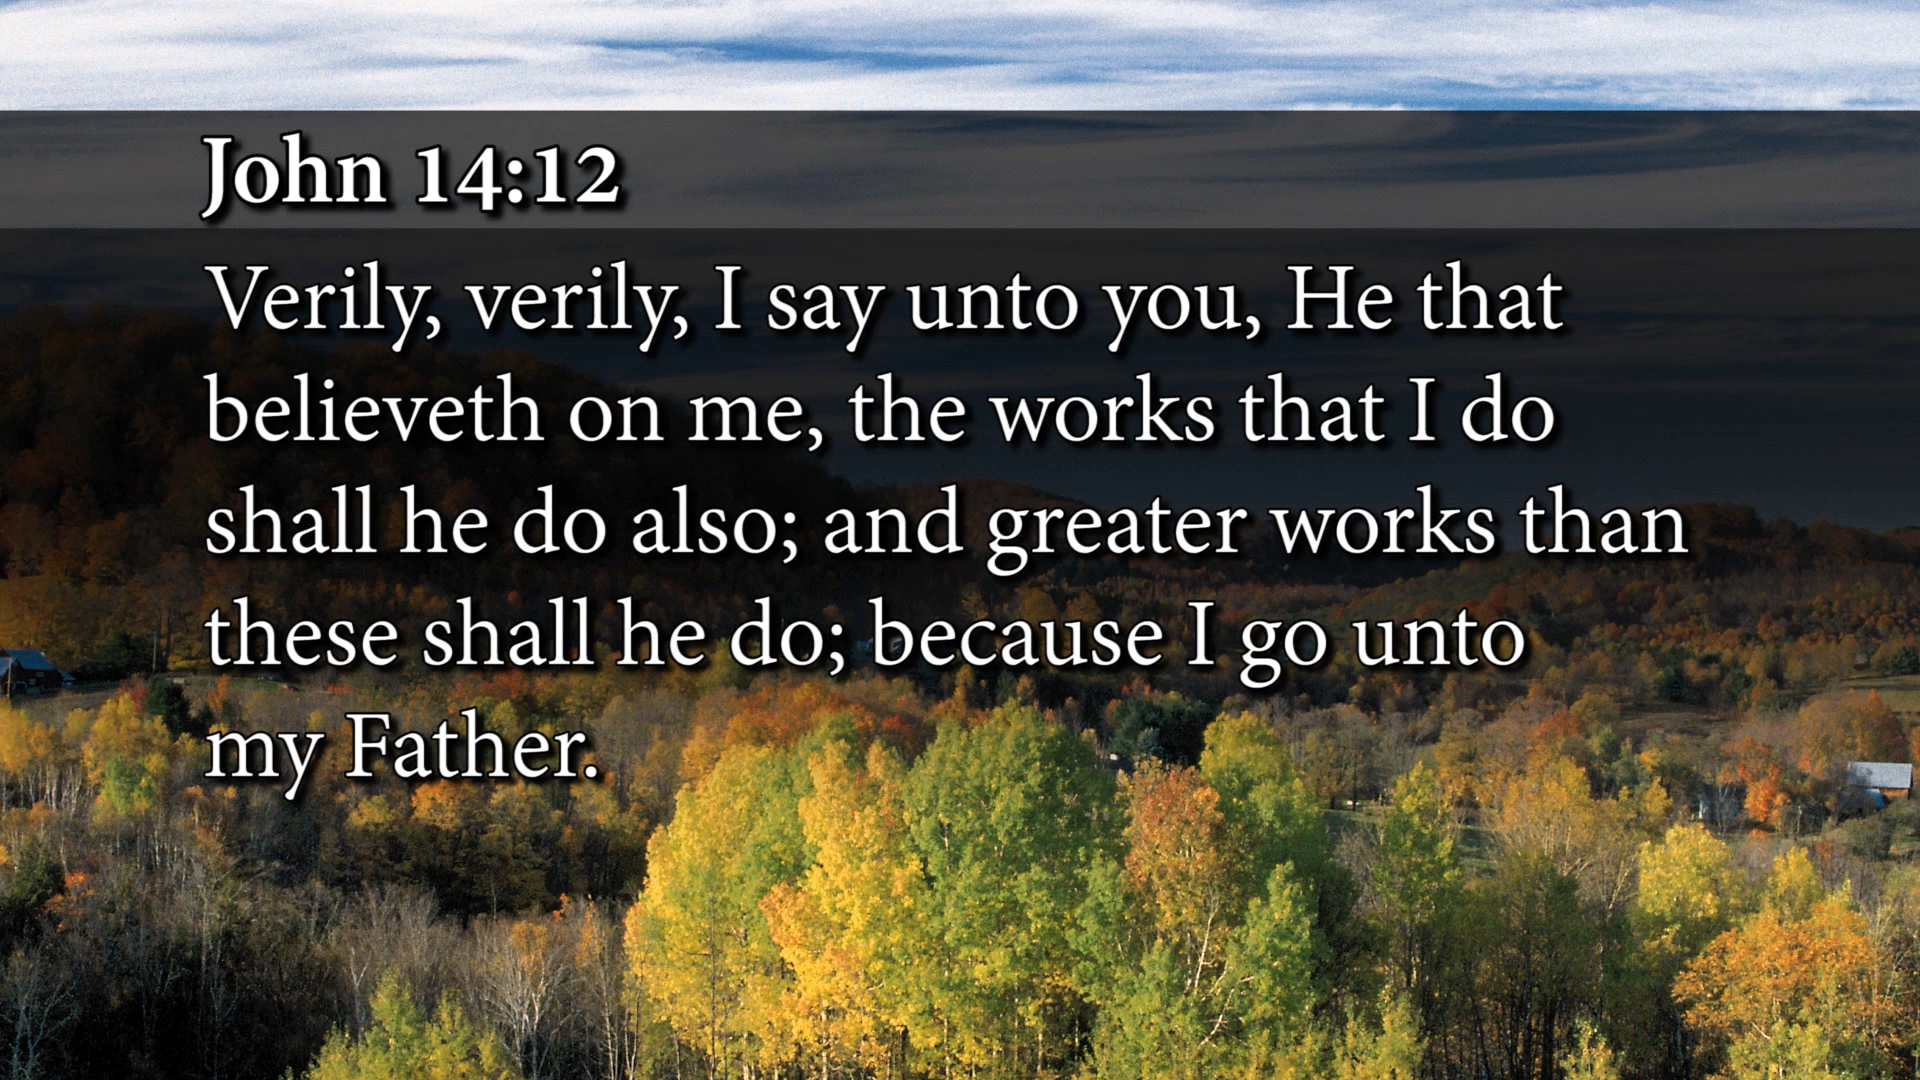 John 14:12
Verily, verily, I say unto you, He that
believeth on me, the works that I do
shall he do also; and greater works than
these shall he do; because I go unto
my Father.